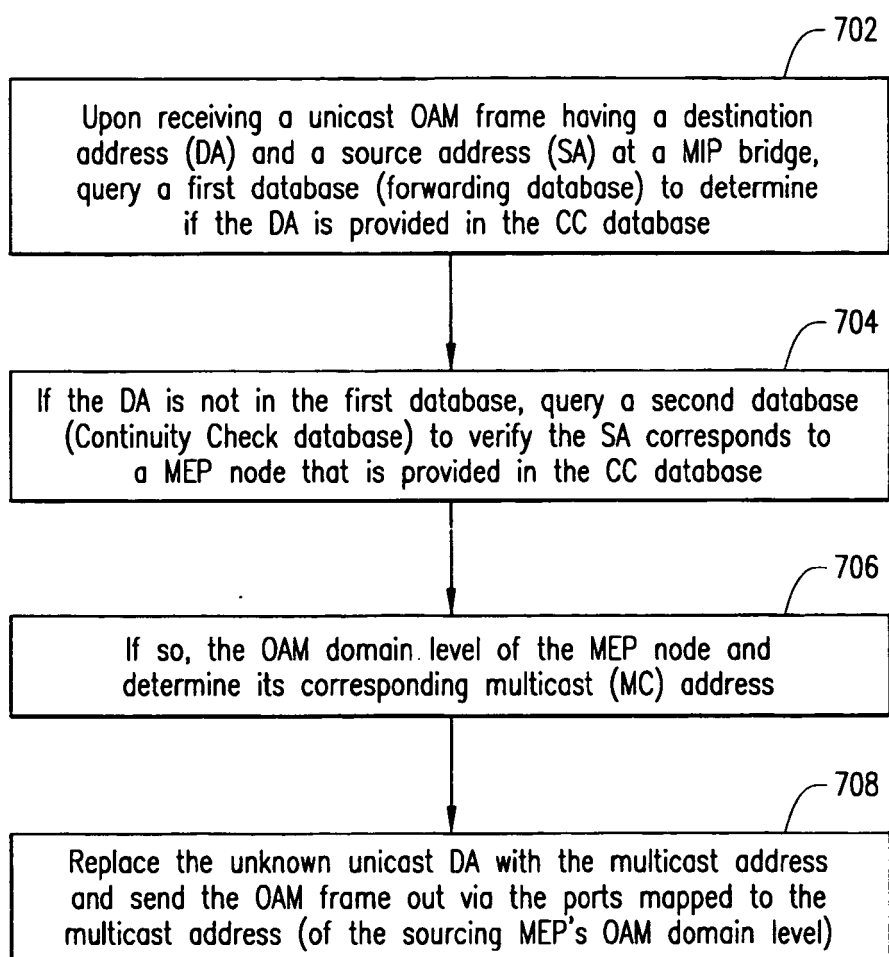 702
Upon receiving a unicast OAM frame having a destination
address (DA) and a source address (SA) at a MIP bridge,
query a first database (forwarding database) to determine
if the DA is provided in the CC database
704
If the DA is not in the first database, query a second database
(Continuity Check database) to verify the SA corresponds to
a MEP node that is provided in the CC database
706
If so, the OAM domain level of the MEP node and
determine its corresponding multicast (MC) address
708
Replace the unknown unicast DA with the multicast address
and send the OAM frame out via the ports mapped to the
multicast address (of the sourcing MEP's OAM domain level)